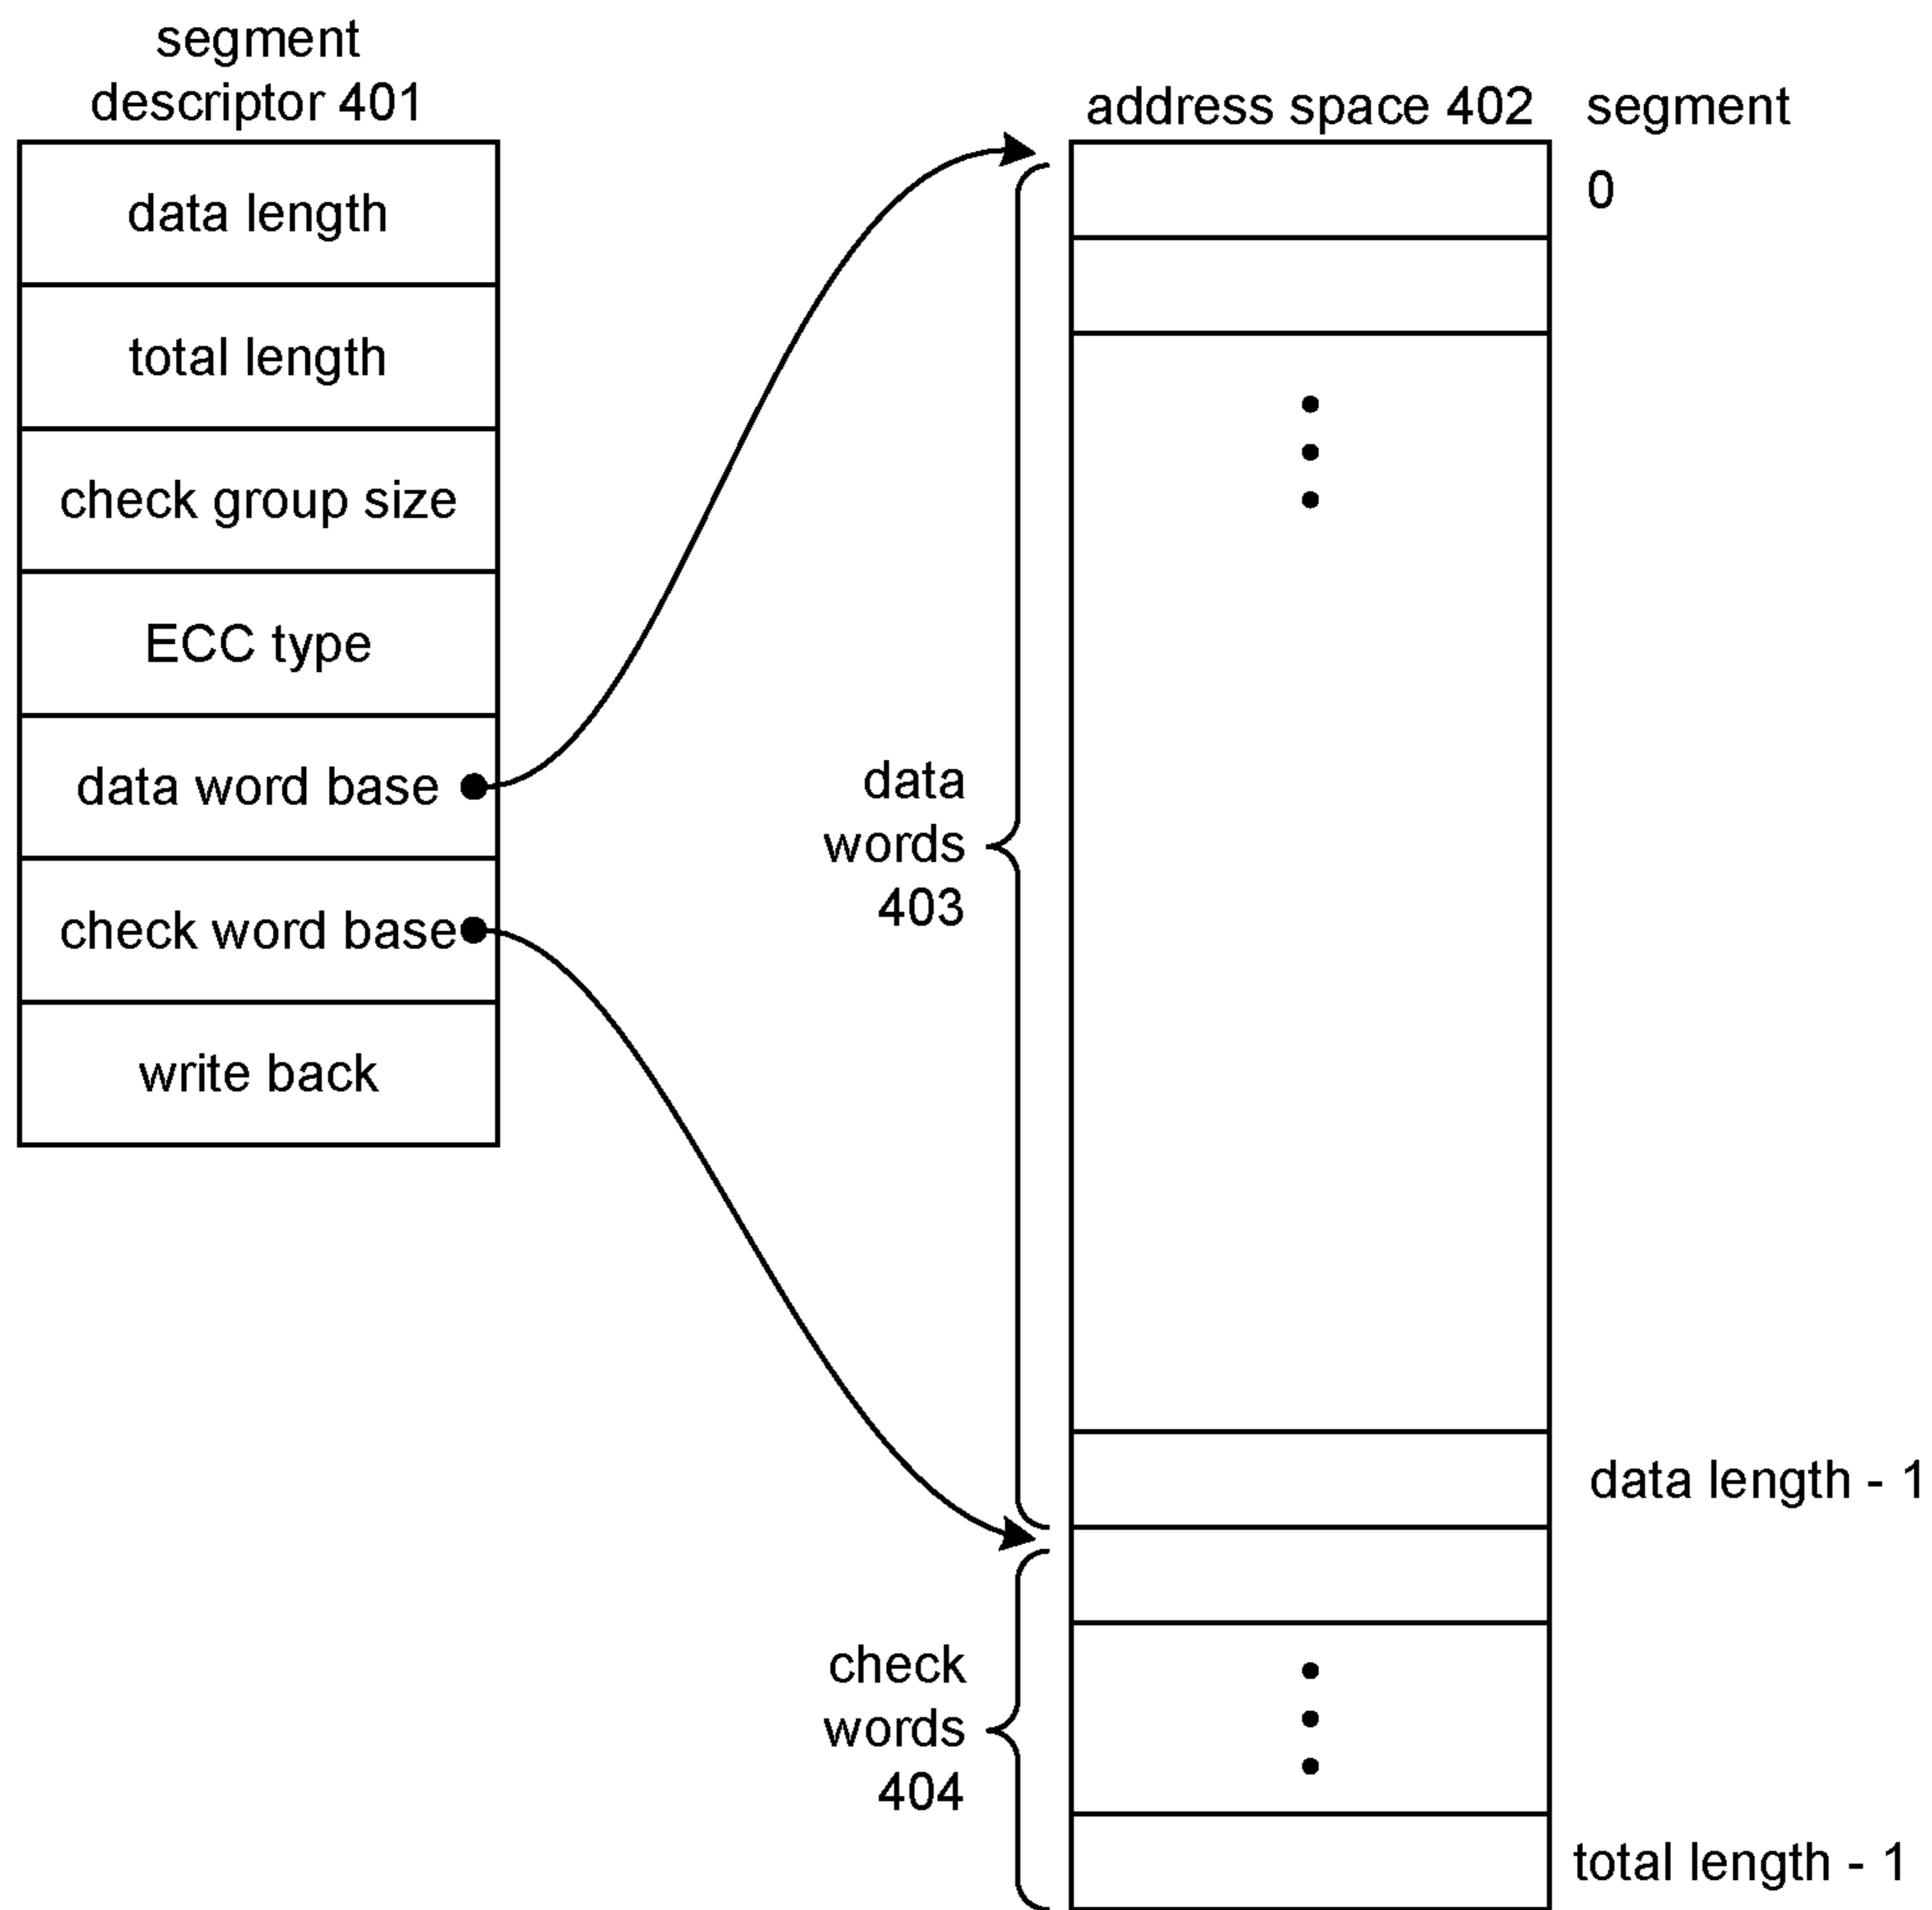 segment
descriptor 401
data length
total length
check group size
ECC type
data word base
check word base
write back
data
words
403
check
words
404
address space 402
segment
0
data length - 1
total length - 1